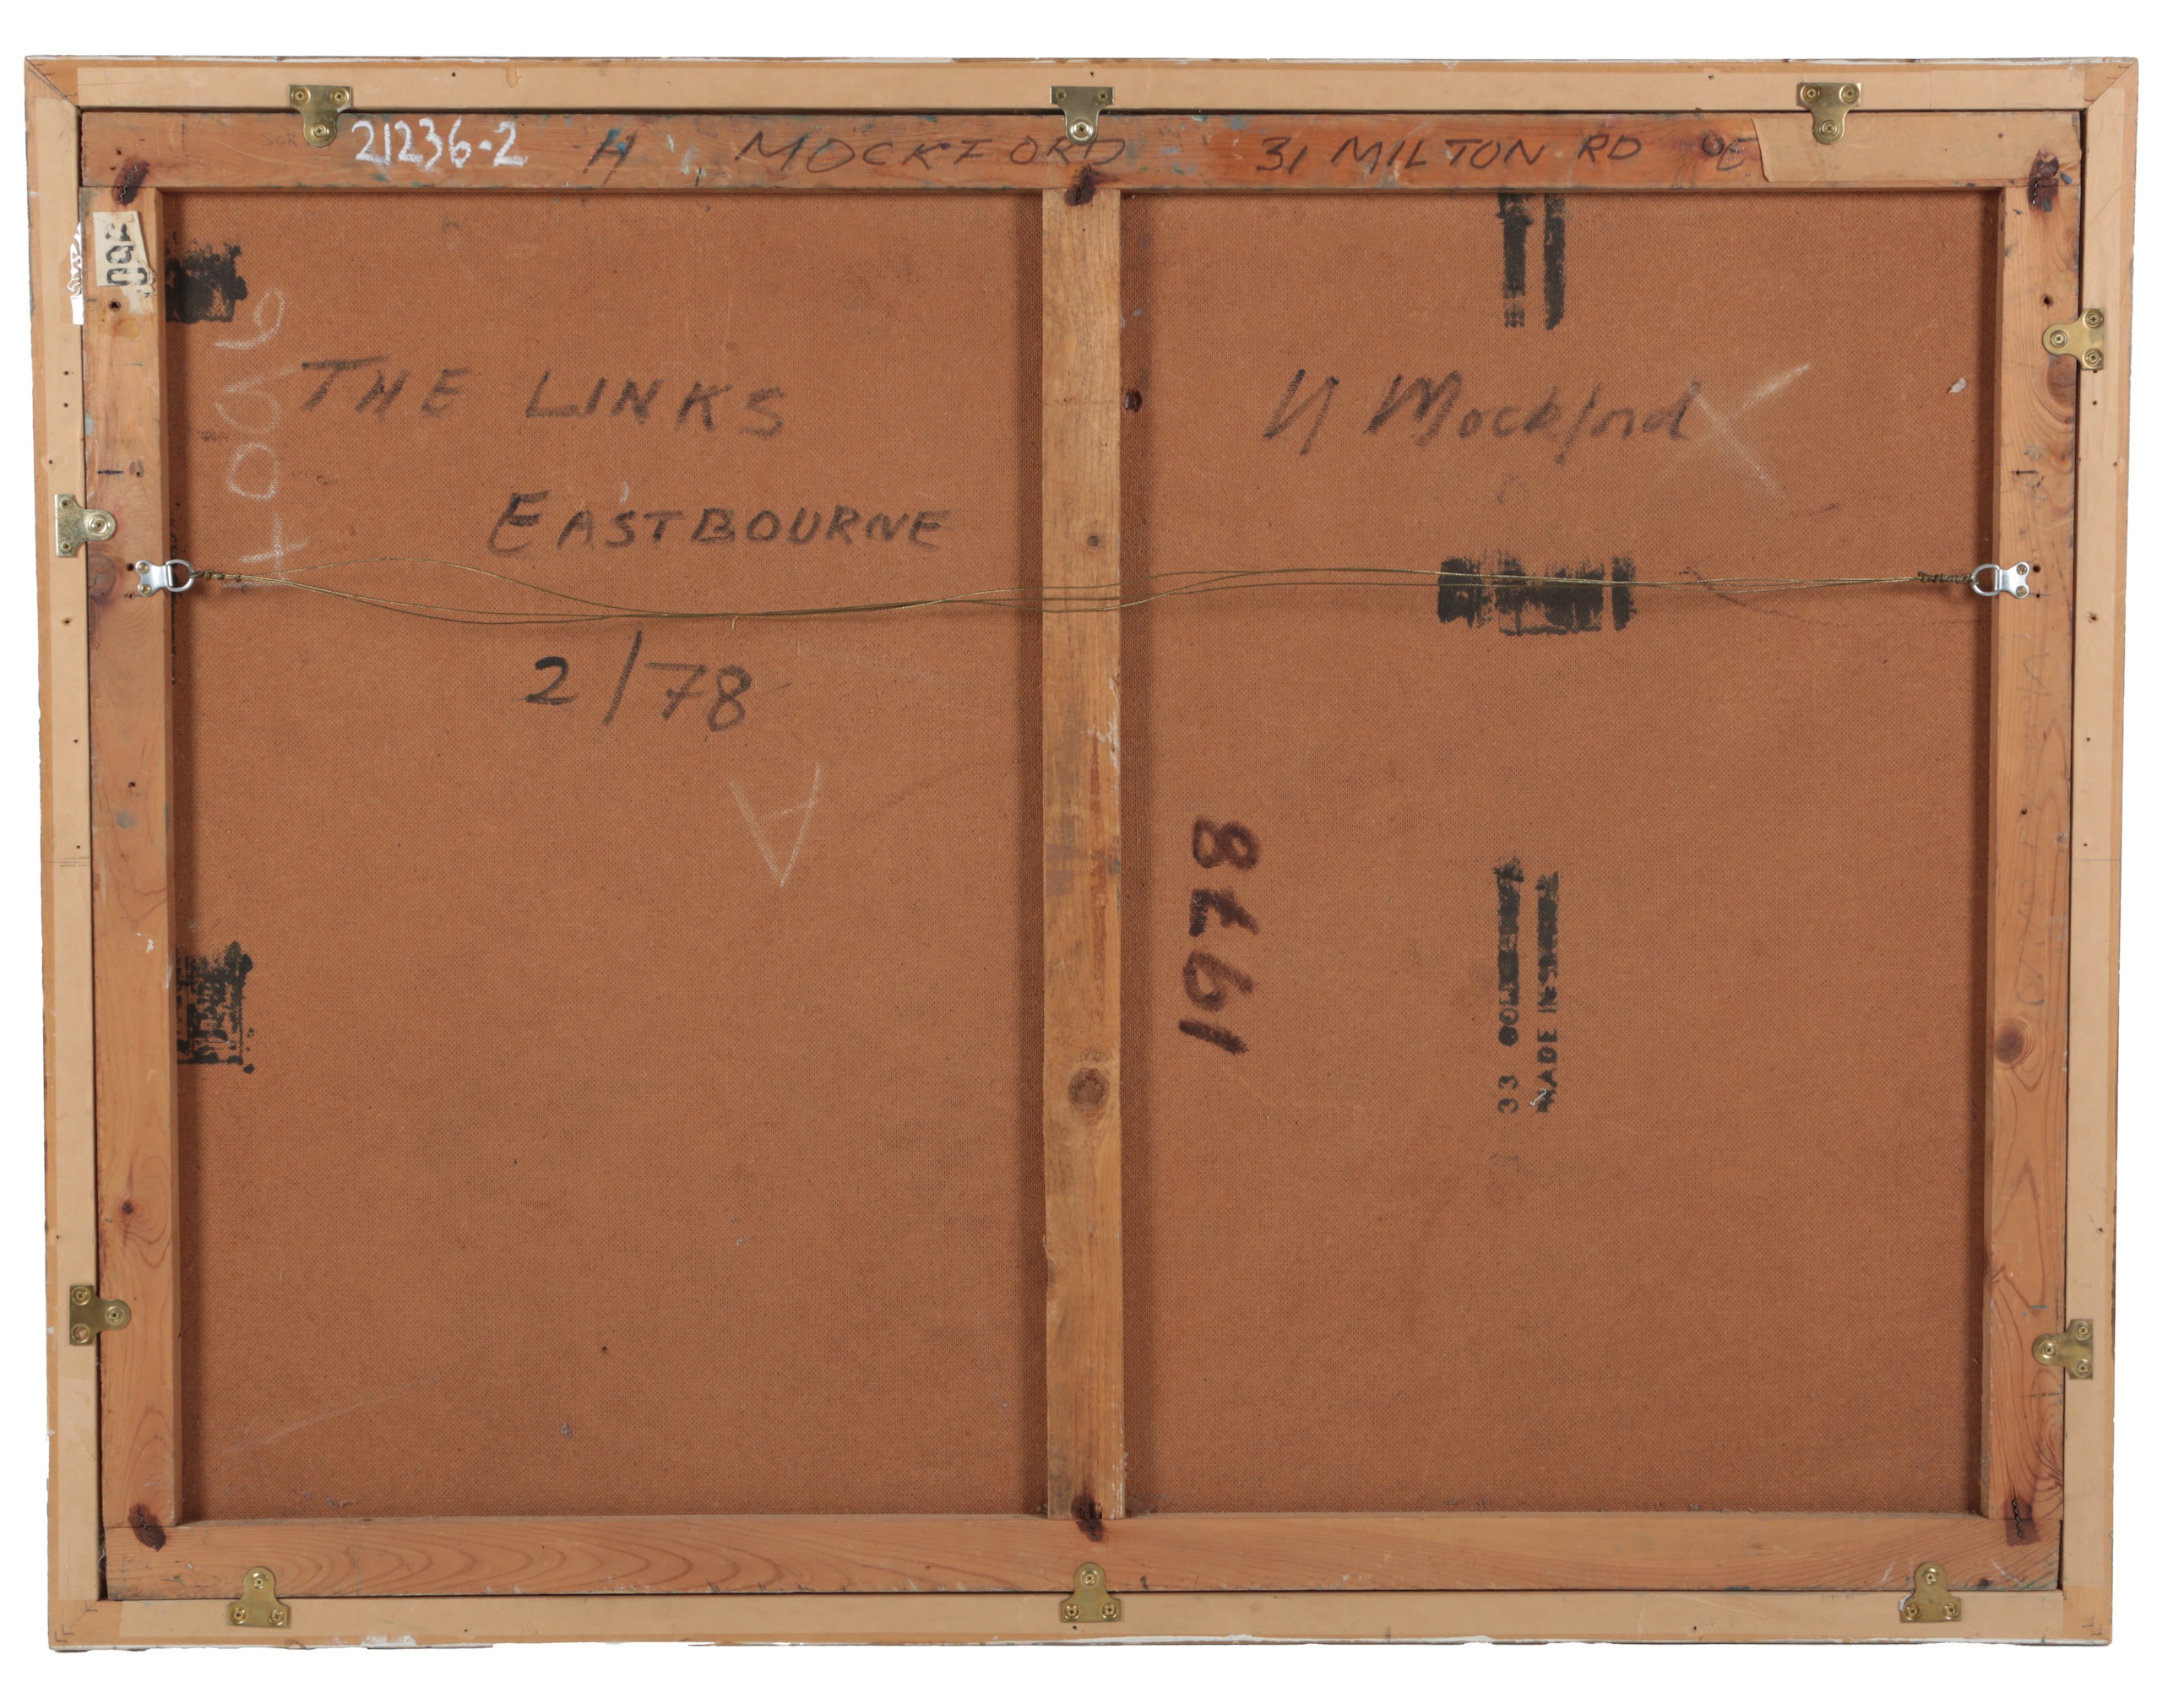 21236-2 H MOCKFORD 31 MILTON RD
THE LINKS
EASTBOURNE
H Mockford
2/78
A
1978
33
MADE IN